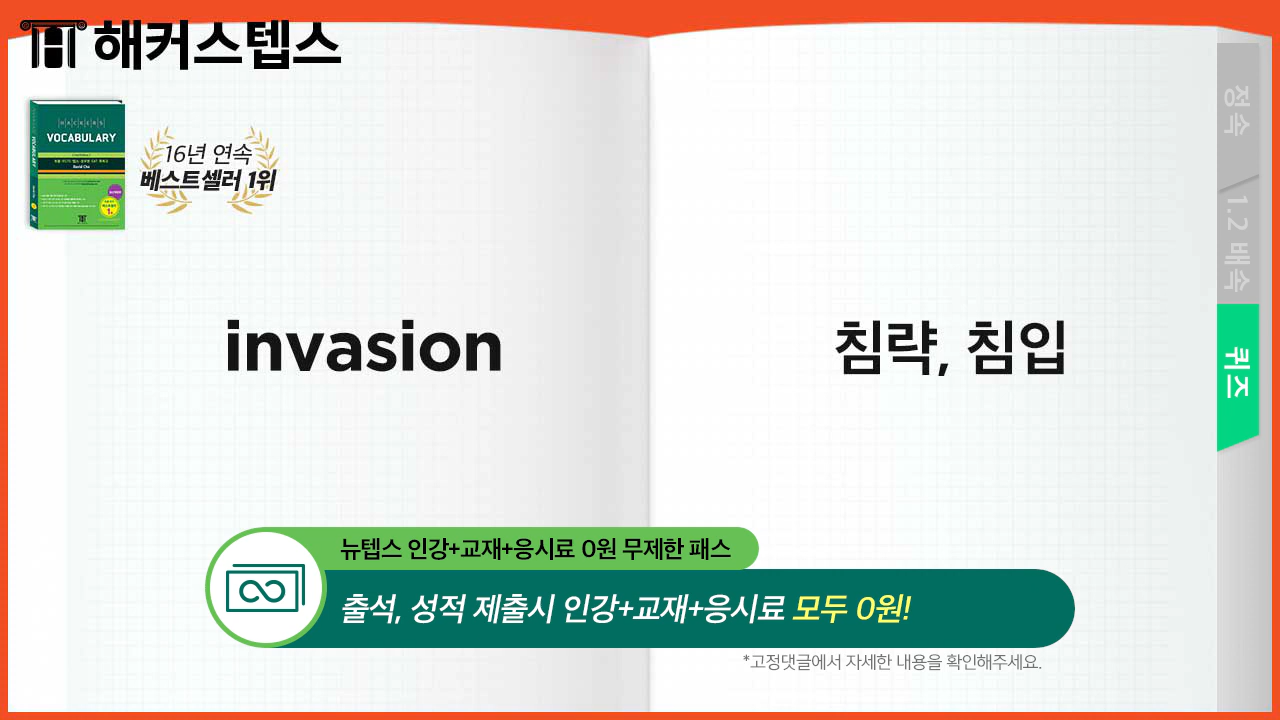 해커스텝스
HACKERS
VOCABULARY
David Cho
16년 연속
베스트셀러 1위
invasion
침략, 침입
정속
1.2 배속
퀴즈
뉴텝스 인강+교재+응시료 0원 무제한 패스
출석, 성적 제출시 인강+교재+응시료 모두 0원!
*고정댓글에서 자세한 내용을 확인해주세요.